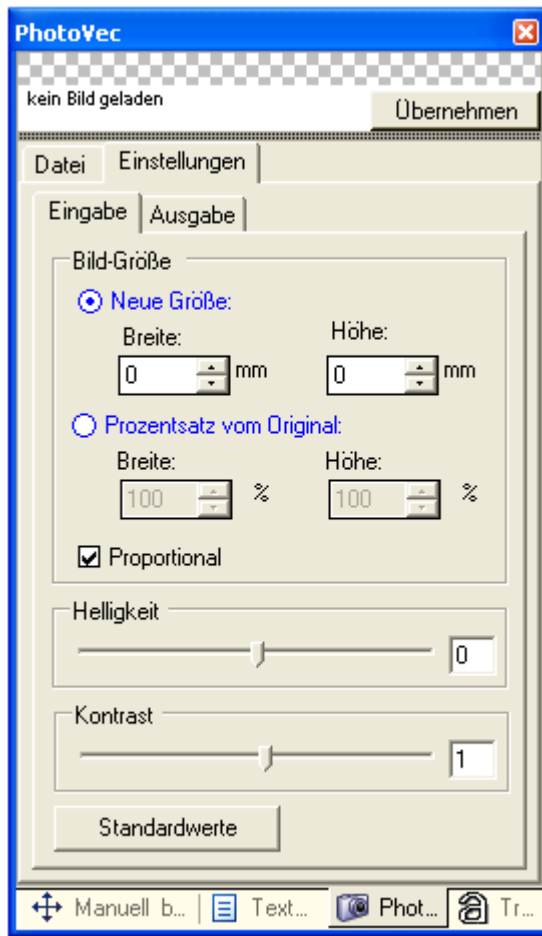 PhotoVec
kein Bild geladen
Übernehmen
Datei Einstellungen
Eingabe Ausgabe
Bild-Größe
Neue Größe:
Breite: Höhe:
0 mm 0 mm
Prozentsatz vom Original:
Breite: Höhe:
100 % 100 %
Proportional
Helligkeit
0
Kontrast
1
Standardwerte
Manuell b... Text... Phot... Tr...